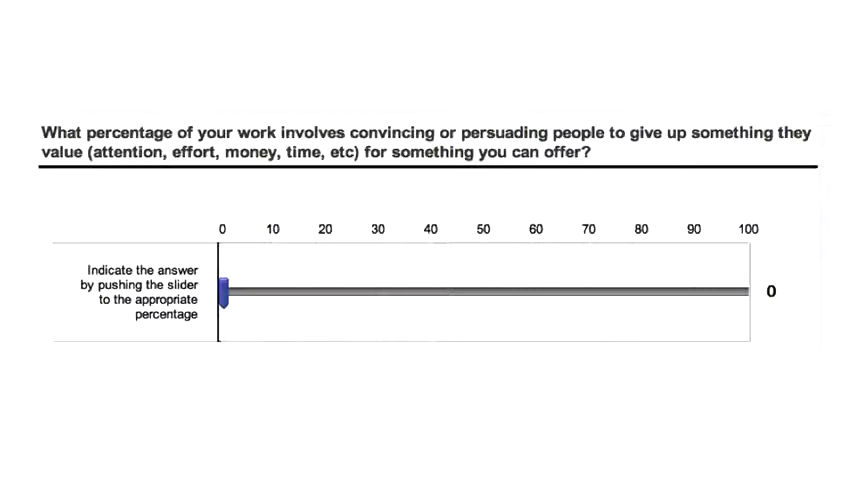 What percentage of your work involves convincing or persuading people to give up something they
value (attention, effort, money, time, etc) for something you can offer?
0 10 20 30 40 50 60 70 80 90 100
Indicate the answer
by pushing the slider
to the appropriate
percentage
0